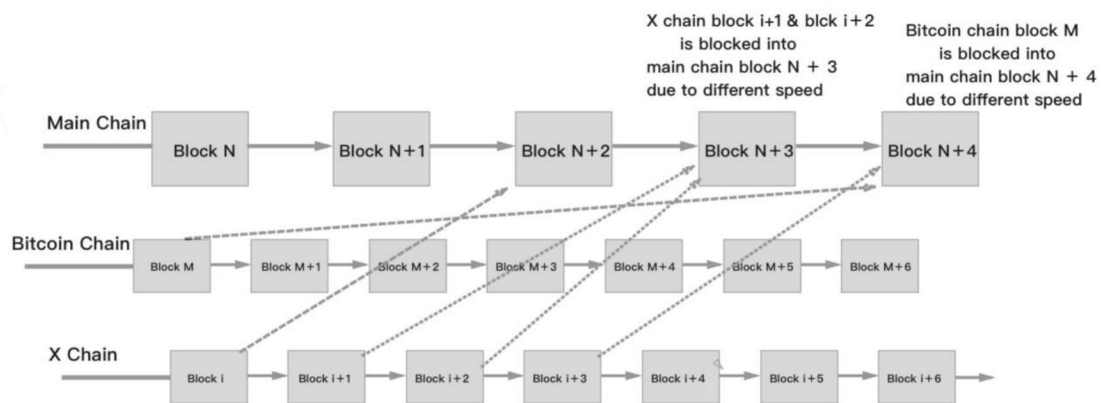 X chain block i+1 & blck i+2
is blocked into
main chain block N + 3
due to different speed
Bitcoin chain block M
is blocked into
main chain block N + 4
due to different speed
Main Chain
Block N
Block N+1
Block N+2
Block N+3
Block N+4
Bitcoin Chain
Block M
Block M+1
Block M+2
Block M+3
Block M+4
Block M+5
Block M+6
X Chain
Block i
Block i+1
Block i+2
Block i+3
Block i+4
Block i+5
Block i+6